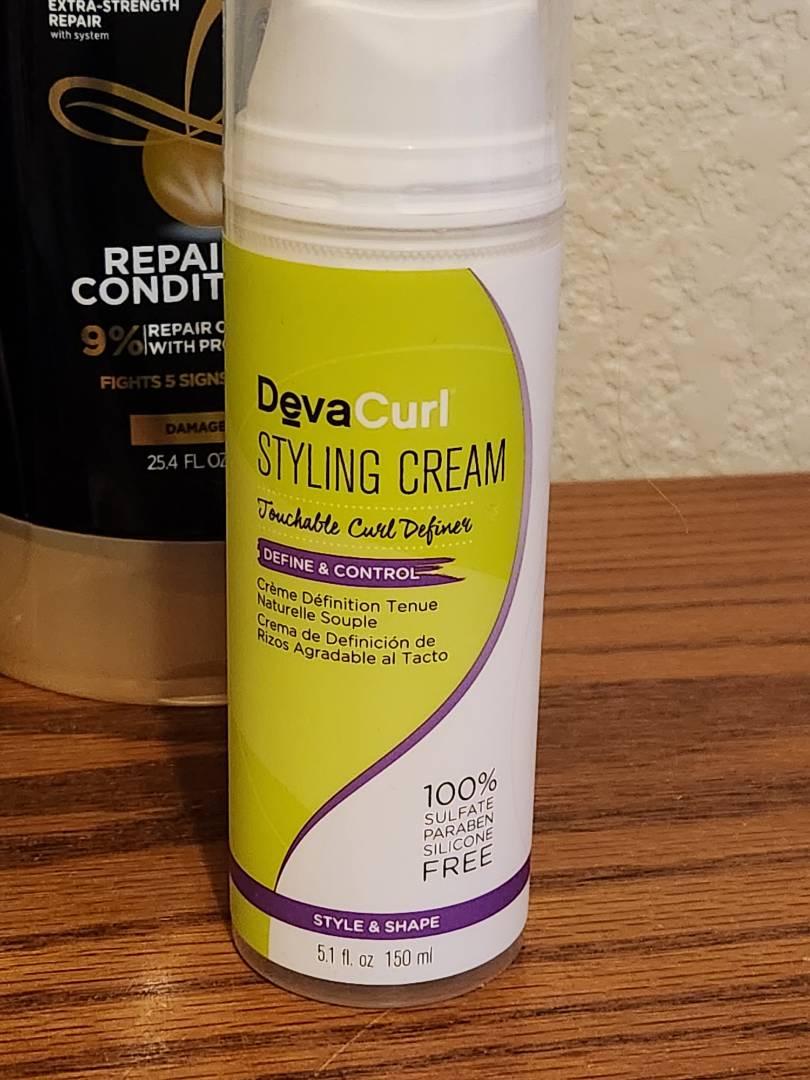 EXTRA-STRENGTH
REPAIR
with system
REPAI
CONDIT
9% REPAIR
WITH PR
FIGHTS 5 SIGNS
DAMAGE
25.4 FL OZ
DevaCurl
STYLING CREAM
Touchable Curl Definer
DEFINE & CONTROL
Crème Définition Tenue
Naturelle Souple
Crema de Definición de
Rizos Agradable al Tacto
100%
SULFATE
PARABEN
SILICONE
FREE
STYLE & SHAPE
5.1 fl. oz 150 ml